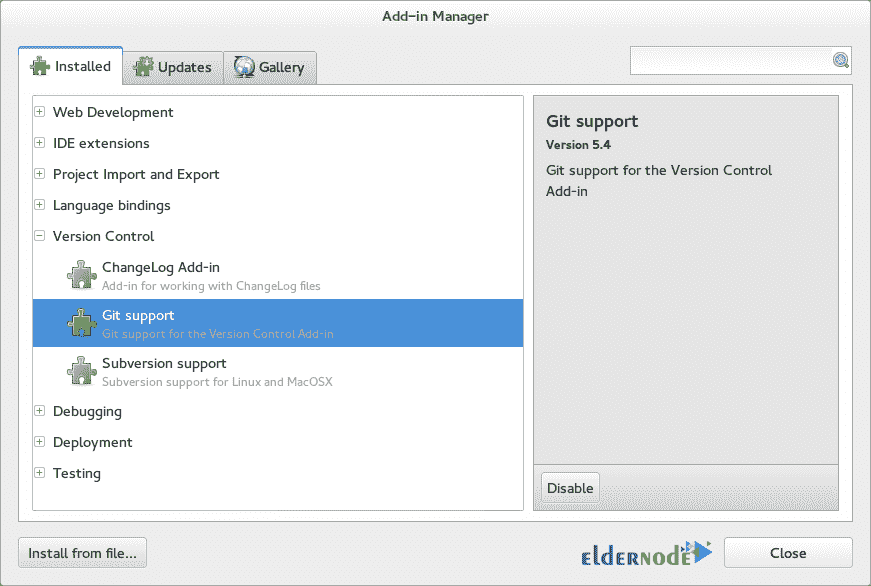 Add-in Manager
Installed
Updates
Gallery
Web Development
IDE extensions
Project Import and Export
Language bindings
Version Control
ChangeLog Add-in
Add-in for working with ChangeLog files
Git support
Git support for the Version Control Add-in
Subversion support
Subversion support for Linux and MacOSX
Debugging
Deployment
Testing
Git support
Version 5.4
Git support for the Version Control
Add-in
Disable
Install from file...
eldernode
Close